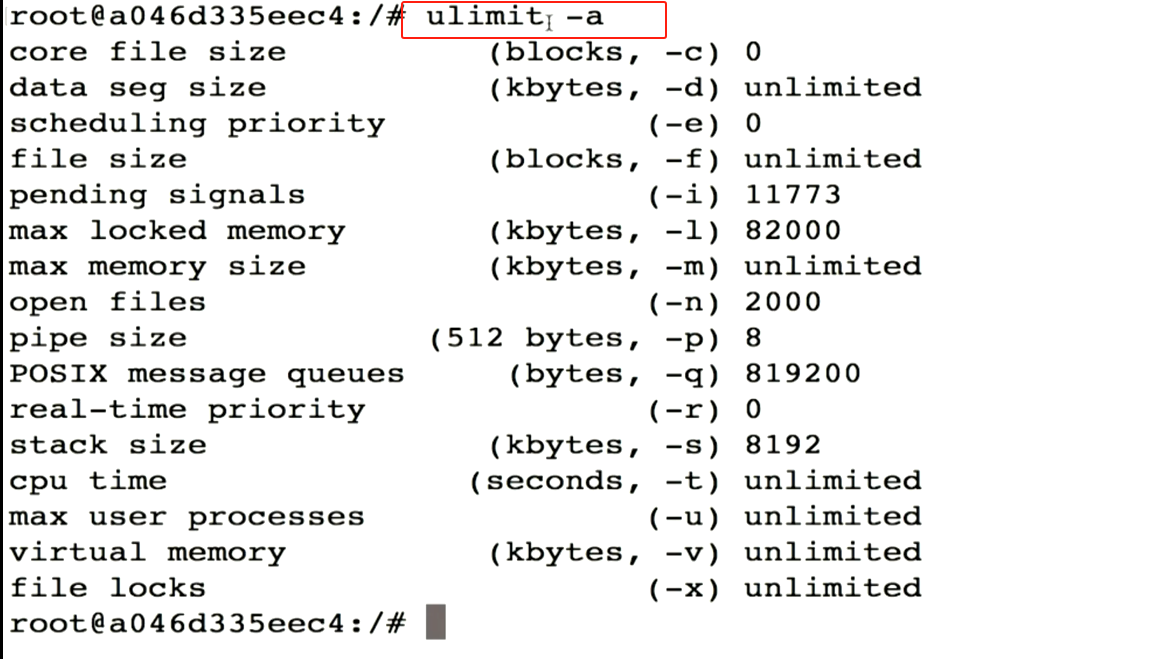 root@a046d335eec4:/# ulimit -a
core file size          (blocks, -c) 0
data seg size           (kbytes, -d) unlimited
scheduling priority             (-e) 0
file size               (blocks, -f) unlimited
pending signals                 (-i) 11773
max locked memory       (kbytes, -l) 82000
max memory size         (kbytes, -m) unlimited
open files                      (-n) 2000
pipe size            (512 bytes, -p) 8
POSIX message queues     (bytes, -q) 819200
real-time priority              (-r) 0
stack size              (kbytes, -s) 8192
cpu time               (seconds, -t) unlimited
max user processes              (-u) unlimited
virtual memory          (kbytes, -v) unlimited
file locks                      (-x) unlimited
root@a046d335eec4:/#